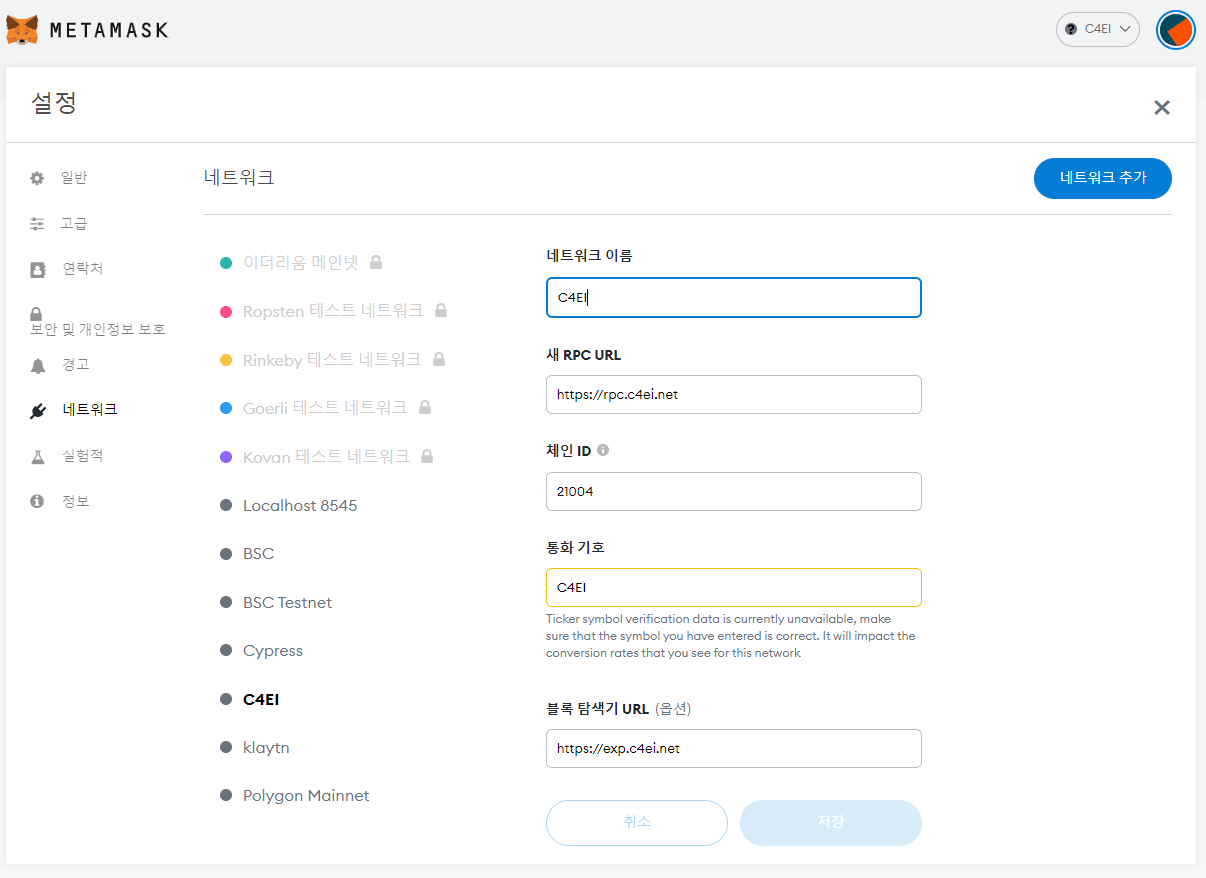 METAMASK
C4EI
설정
일반
고급
연락처
보안 및 개인정보 보호
경고
네트워크
실험적
정보
네트워크
네트워크 추가
이더리움 메인넷
Ropsten 테스트 네트워크
Rinkeby 테스트 네트워크
Goerli 테스트 네트워크
Kovan 테스트 네트워크
Localhost 8545
BSC
BSC Testnet
Cypress
C4EI
klaytn
Polygon Mainnet
네트워크 이름
C4EI
새 RPC URL
https://rpc.c4ei.net
체인 ID
21004
통화 기호
C4EI
Ticker symbol verification data is currently unavailable, make
sure that the symbol you have entered is correct. It will impact the
conversion rates that you see for this network
블록 탐색기 URL (옵션)
https://exp.c4ei.net
취소
저장